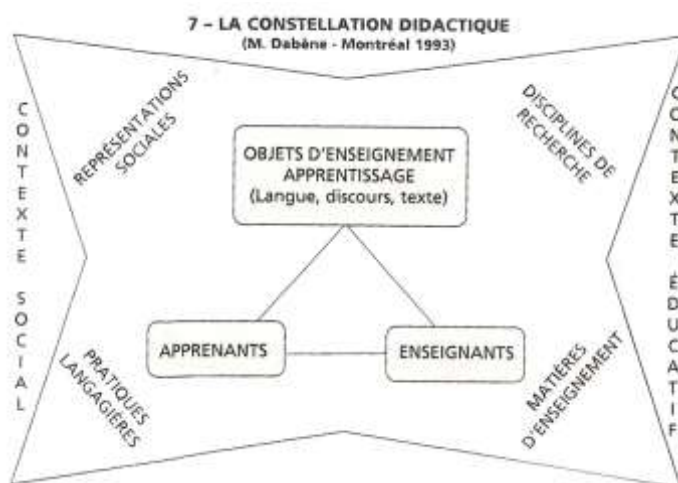 7 – LA CONSTELLATION DIDACTIQUE
(M. Dabène - Montréal 1993)
CONTEXTE SOCIAL
REPRÉSENTATIONS
SOCIALES
DISCIPLINES DE
RECHERCHE
CONTEXTE ÉDUCATIF
OBJETS D'ENSEIGNEMENT
APPRENTISSAGE
(Langue, discours, texte)
APPRENANTS
ENSEIGNANTS
PRATIQUES
LANGAGIÈRES
MATIÈRES
D'ENSEIGNEMENT